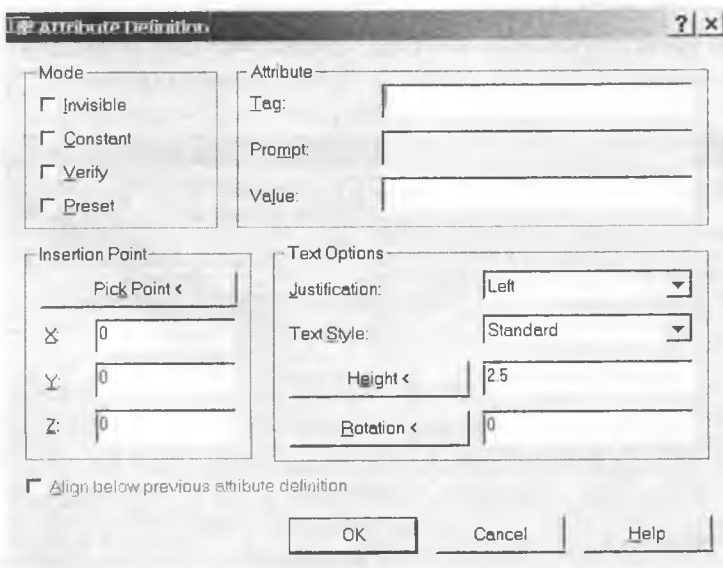 Attribute Definition
? ×
Mode
Invisible
Constant
Verify
Preset
Attribute
Tag:
Prompt:
Value:
Insertion Point
Pick Point <
X: 0
Y: 0
Z: 0
Text Options
Justification: Left
Text Style: Standard
Height < 2.5
Rotation < 0
Align below previous attribute definition
OK Cancel Help